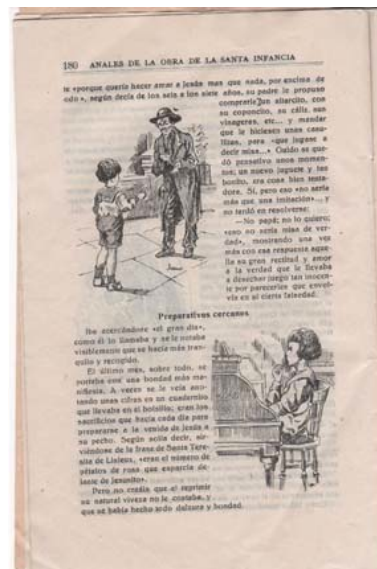 180 ANALES DE LA OBRA DE LA SANTA INFANCIA
te «porque quería hacer amar a Jesús mas que nada, por encima de
odo», según decía de los seis a los siete años, su padre le propuso
comprarle un altarcito, con
su coponcito, su cáliz, sus
vinageras, etc... y mandar
que le hiciesen unas casu-
llitas, para «que jugase a
decir misa...» Guido se que-
dó pensativo unos momen-
tos; un nuevo juguete y tan
bonito, era cosa bien tenta-
dora. Sí, pero eso «no sería
más que una imitación»..., y
no tardó en resolverse:
—No papá; no lo quiero;
«eso no sería misa de ver-
dad», mostrando una vez
más con esa respuesta aque-
lla su gran rectitud y amor
a la verdad que le llevaba
a desechar juego tan inocen-
te por parecerle que envol-
vía en sí cierta falsedad.
Preparativos cercanos
Iba acercándose «el gran día»,
como él lo llamaba y se le notaba
visiblemente que se hacía más tran-
quilo y recogido.
El último mes, sobre todo, se
portaba con una bondad más ma-
nifiesta. A veces se le veía ano-
tando unas cifras en un cuadernito
que llevaba en el bolsillo; eran los
sacrificios que hacía cada día para
prepararse a la venida de Jesús a
su pecho. Según solía decir, sir-
viéndose de la frase de Santa Tere-
sita de Lisieux, «eran el número de
pétalos de rosa que esparcía de-
lante de Jesusito».
Pero no creáis que el reprimir
su natural viveza no le costaba, y
que se había hecho todo dulzura y bondad